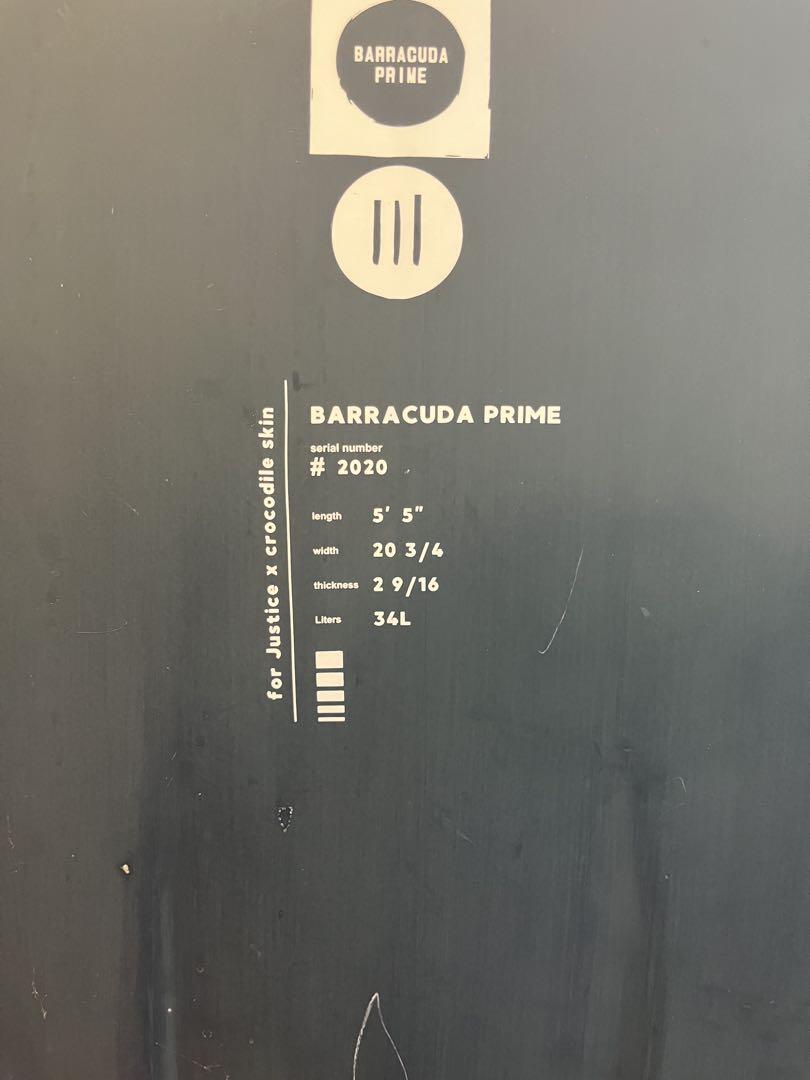 BARRACUDA
PRIME
BARRACUDA PRIME
serial number
# 2020
length 5' 5"
width 20 3/4
thickness 2 9/16
Liters 34L
for Justice x crocodile skin